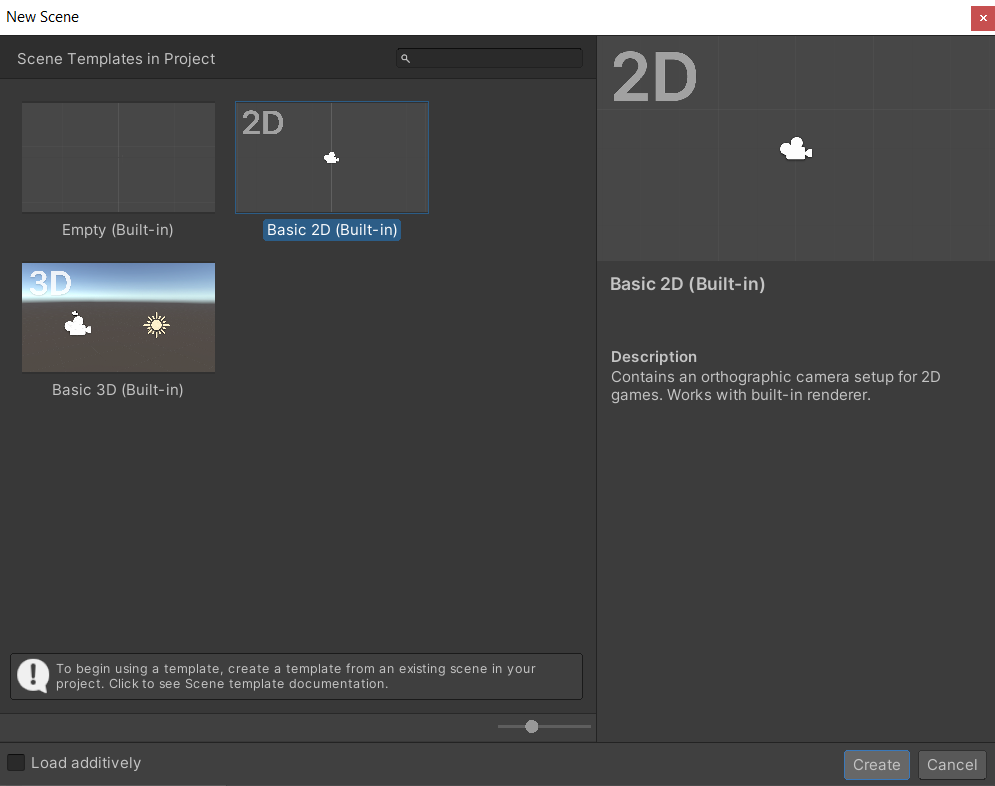 New Scene
Scene Templates in Project
2D
Empty (Built-in)
Basic 2D (Built-in)
3D
Basic 3D (Built-in)
To begin using a template, create a template from an existing scene in your
project. Click to see Scene template documentation.
2D
Basic 2D (Built-in)
Description
Contains an orthographic camera setup for 2D
games. Works with built-in renderer.
Load additively
Create
Cancel